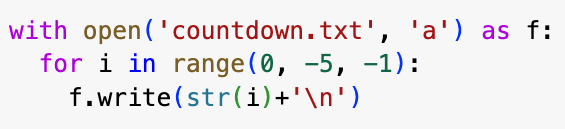 with open('countdown.txt', 'a') as f:
  for i in range(0, -5, -1):
    f.write(str(i)+'\n')